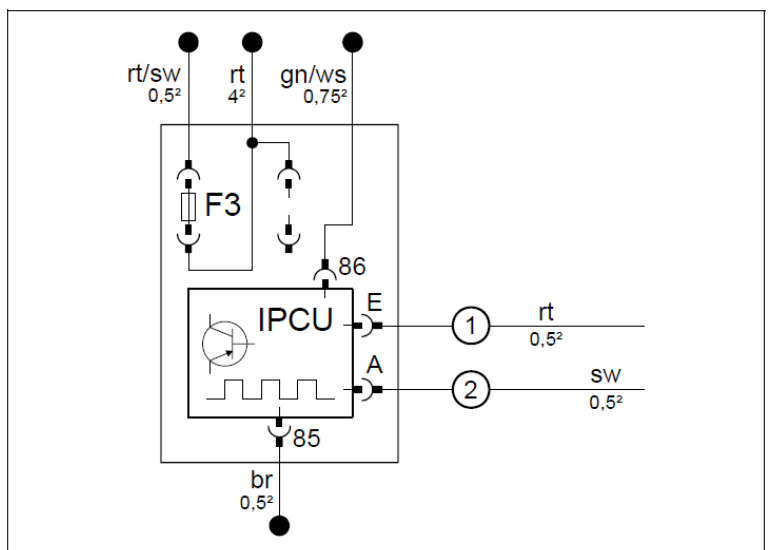 rt/sw
0,5²
rt
4²
gn/ws
0,75²
F3
86
IPCU
E
1
rt
0,5²
A
2
sw
0,5²
85
br
0,5²